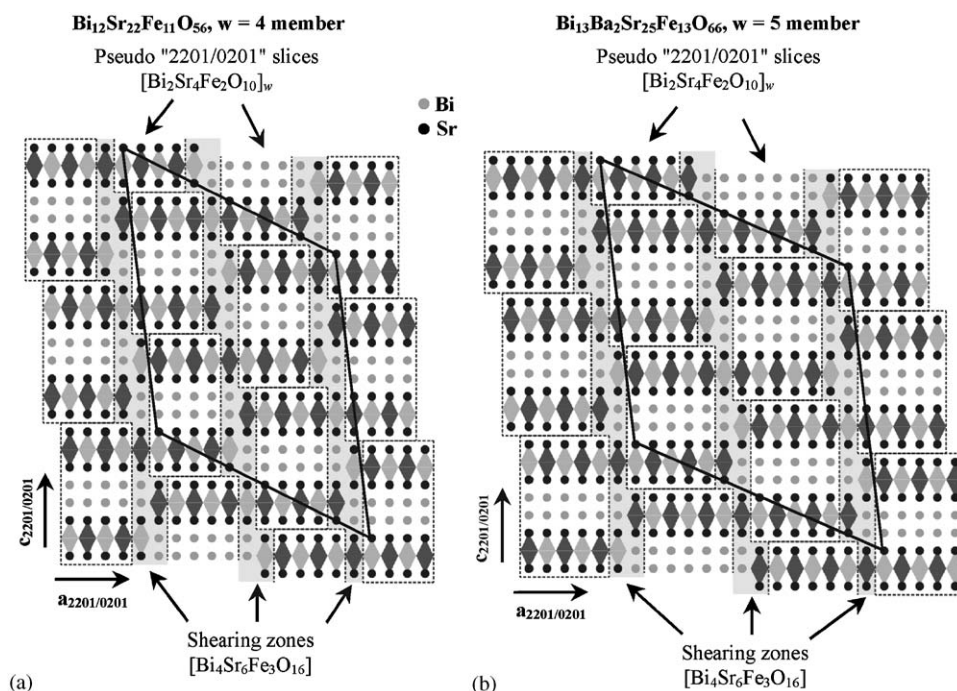 Bi₁₂Sr₂₂Fe₁₁O₅₆, w = 4 member
Pseudo "2201/0201" slices
[Bi₂Sr₄Fe₂O₁₀]w
Bi
Sr
c2201/0201
a2201/0201
Shearing zones
[Bi₄Sr₆Fe₃O₁₆]
(a)
Bi₁₃Ba₂Sr₂₅Fe₁₃O₆₆, w = 5 member
Pseudo "2201/0201" slices
[Bi₂Sr₄Fe₂O₁₀]w
c2201/0201
a2201/0201
Shearing zones
[Bi₄Sr₆Fe₃O₁₆]
(b)